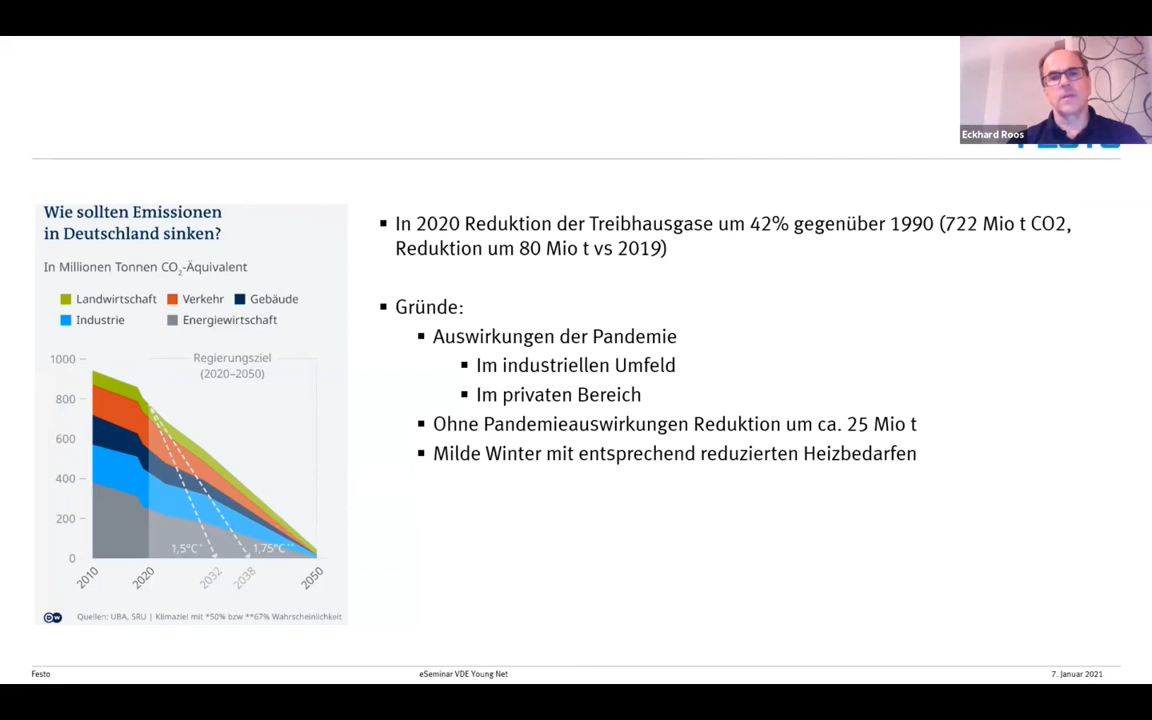 Eckhard Roos
Wie sollten Emissionen
in Deutschland sinken?
In Millionen Tonnen CO₂-Äquivalent
Landwirtschaft Verkehr Gebäude
Industrie Energiewirtschaft
Regierungsziel
(2020–2050)
1000
800
600
400
200
0
1,5°C* 1,75°C**
2010 2020 2032 2038 2050
DW Quellen: UBA, SRU | Klimaziel mit *50% bzw **67% Wahrscheinlichkeit
▪ In 2020 Reduktion der Treibhausgase um 42% gegenüber 1990 (722 Mio t CO2,
Reduktion um 80 Mio t vs 2019)
▪ Gründe:
▪ Auswirkungen der Pandemie
▪ Im industriellen Umfeld
▪ Im privaten Bereich
▪ Ohne Pandemieauswirkungen Reduktion um ca. 25 Mio t
▪ Milde Winter mit entsprechend reduzierten Heizbedarfen
Festo eSeminar VDE Young Net 7. Januar 2021